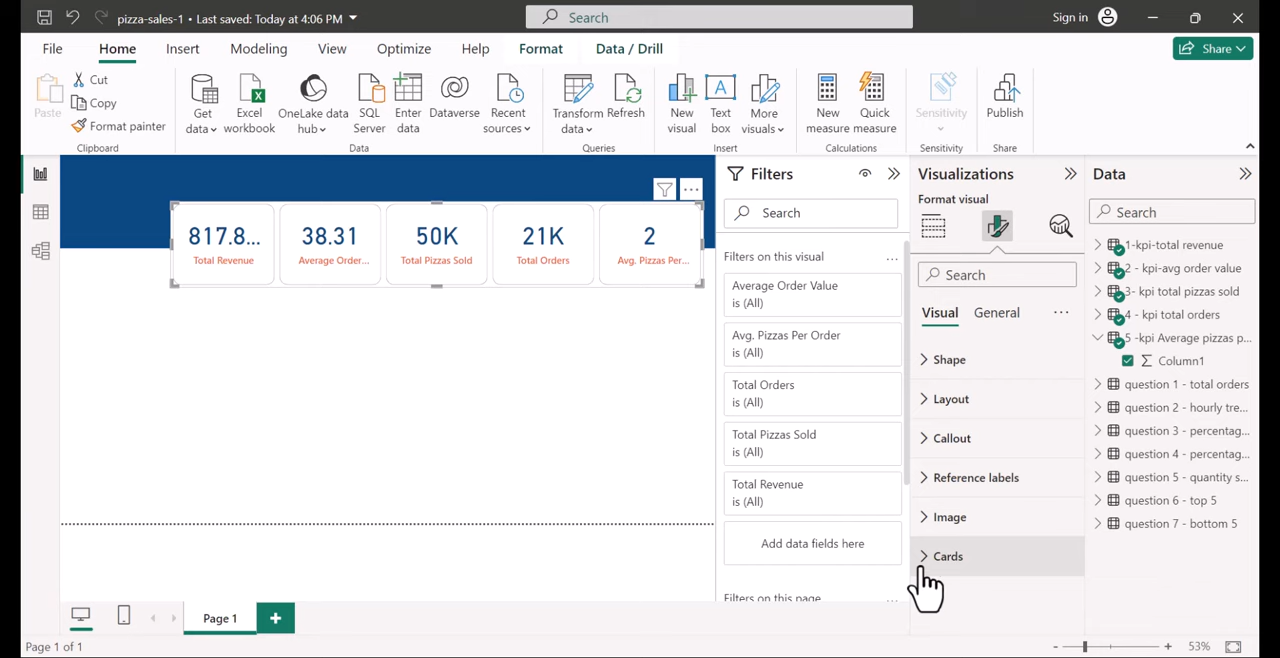 pizza-sales-1 • Last saved: Today at 4:06 PM
Search
Sign in
File
Home
Insert
Modeling
View
Optimize
Help
Format
Data / Drill
Share
Paste
Cut
Copy
Format painter
Clipboard
Get
data
Excel
workbook
OneLake data
hub
SQL
Server
Enter
data
Dataverse
Recent
sources
Data
Transform
data
Refresh
Queries
New
visual
Text
box
More
visuals
Insert
New
measure
Quick
measure
Calculations
Sensitivity
Sensitivity
Publish
Share
817.8...
Total Revenue
38.31
Average Order...
50K
Total Pizzas Sold
21K
Total Orders
2
Avg. Pizzas Per...
Filters
Search
Filters on this visual
...
Average Order Value
is (All)
Avg. Pizzas Per Order
is (All)
Total Orders
is (All)
Total Pizzas Sold
is (All)
Total Revenue
is (All)
Add data fields here
Filters on this page
...
Visualizations
Format visual
Search
Visual
General
...
Shape
Layout
Callout
Reference labels
Image
Cards
Data
Search
1-kpi-total revenue
2 - kpi-avg order value
3- kpi total pizzas sold
4 - kpi total orders
5 -kpi Average pizzas p...
Column1
question 1 - total orders
question 2 - hourly tre...
question 3 - percentag...
question 4 - percentag...
question 5 - quantity s...
question 6 - top 5
question 7 - bottom 5
Page 1
Page 1 of 1
- + 53%